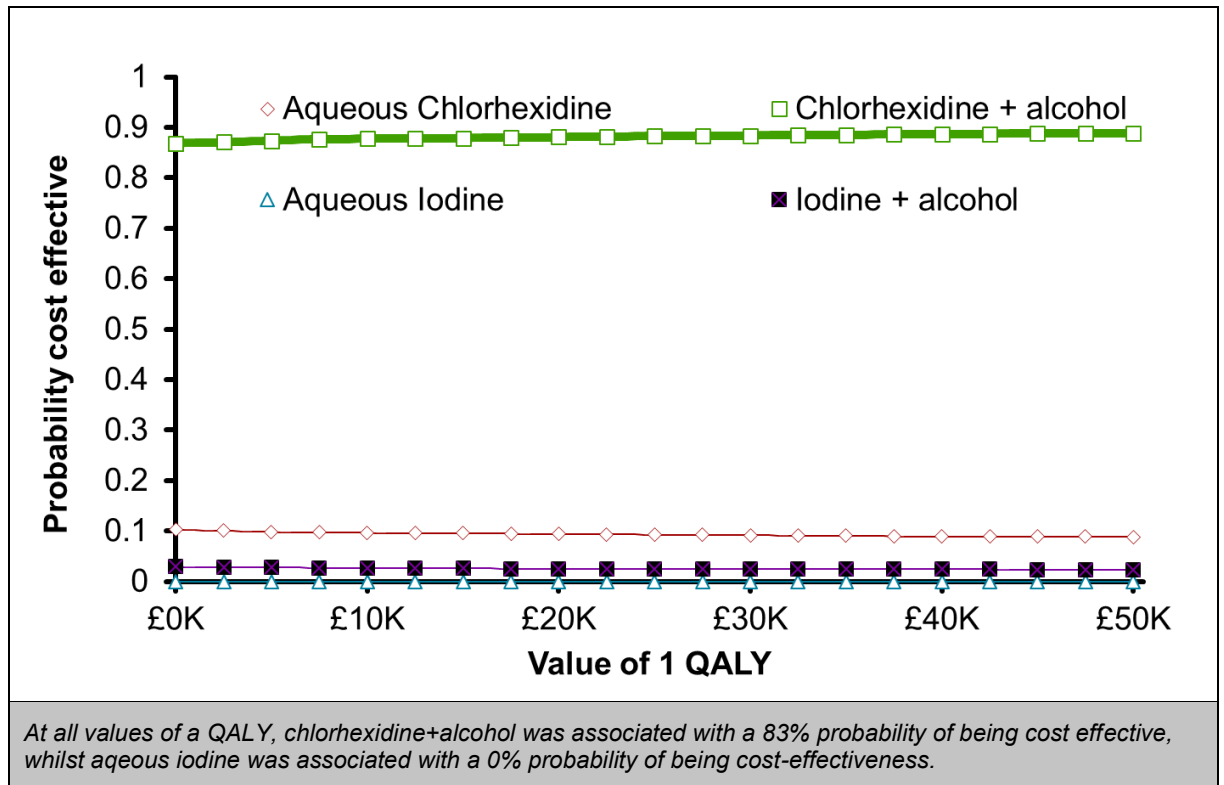 1
Aqueous Chlorhexidine
Chlorhexidine + alcohol
0.9
0.8
Aqueous Iodine
Iodine + alcohol
0.7
0.6
0.5
0.4
0.3
0.2
0.1
0
Probability cost effective
£0K £10K £20K £30K £40K £50K
Value of 1 QALY
At all values of a QALY, chlorhexidine+alcohol was associated with a 83% probability of being cost effective,
whilst aqeous iodine was associated with a 0% probability of being cost-effectiveness.